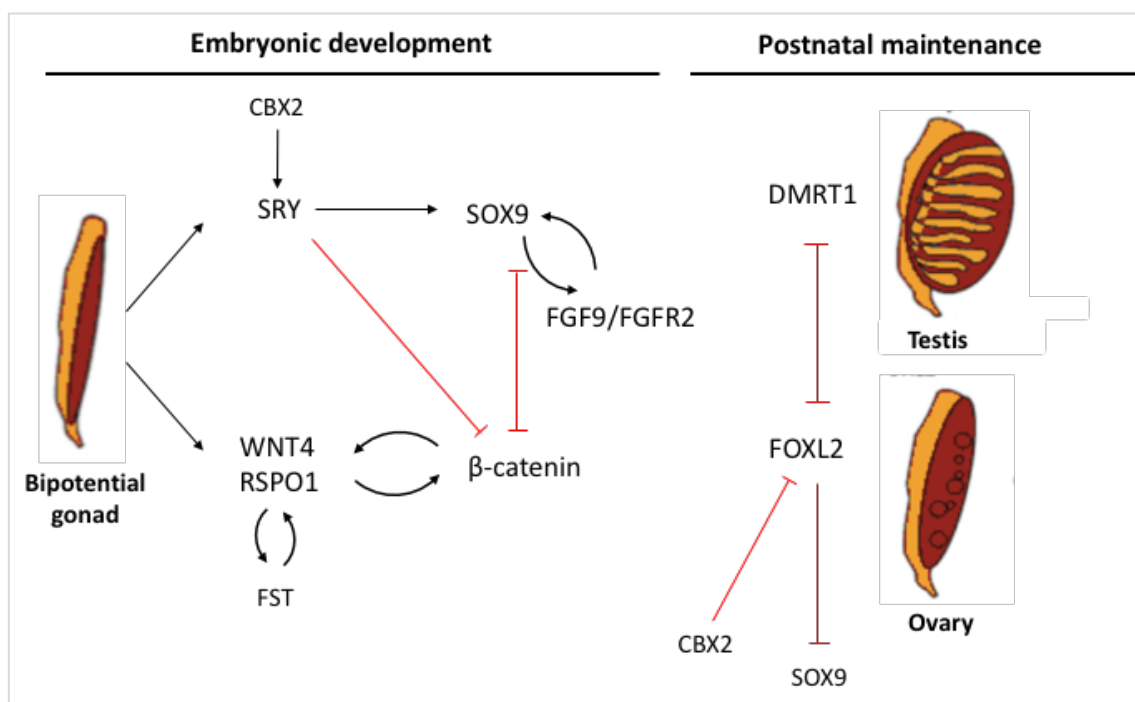 Embryonic development
Postnatal maintenance
CBX2
SRY
SOX9
FGF9/FGFR2
WNT4
RSPO1
β-catenin
FST
Bipotential
gonad
DMRT1
Testis
FOXL2
CBX2
SOX9
Ovary